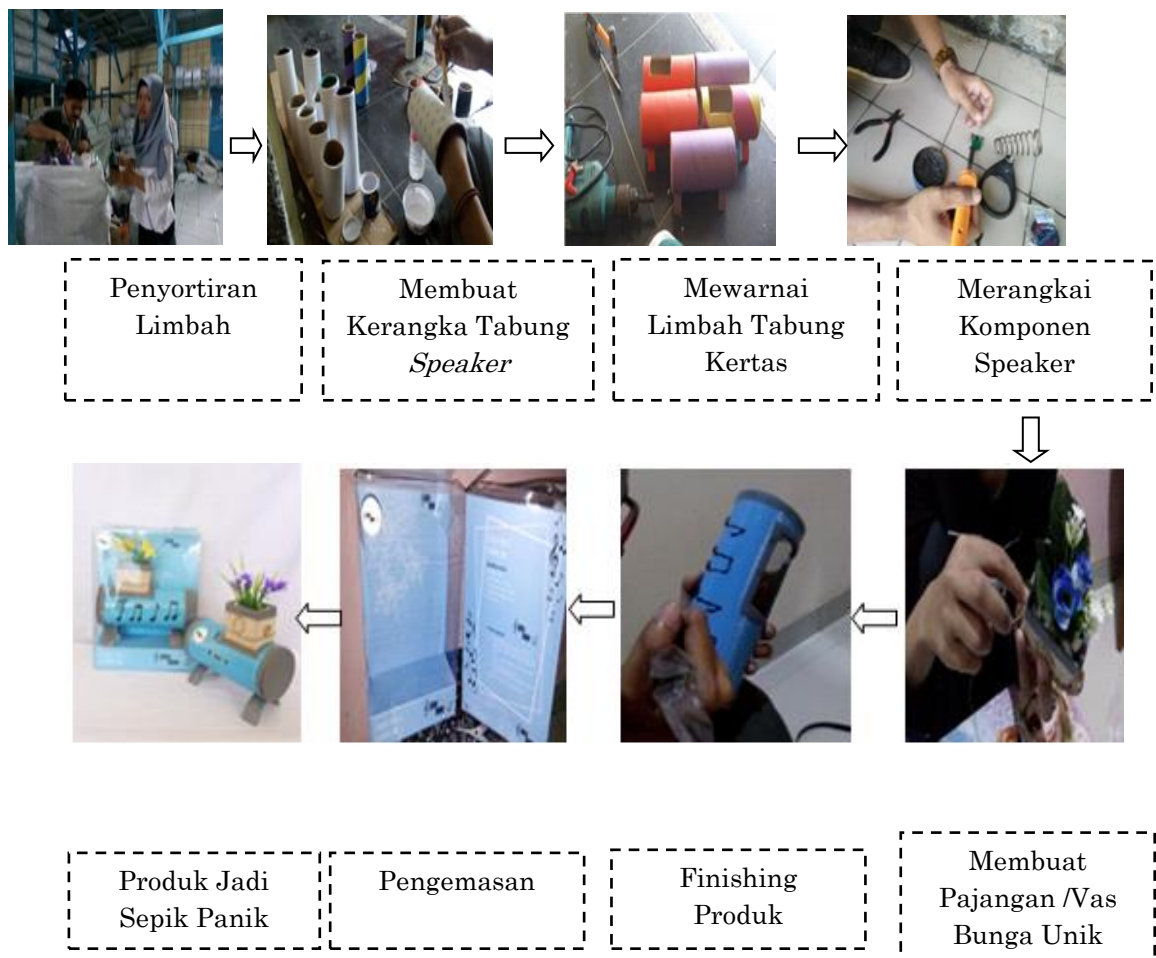 Penyortiran
Limbah
Membuat
Kerangka Tabung
Speaker
Mewarnai
Limbah Tabung
Kertas
Merangkai
Komponen
Speaker
Produk Jadi
Sepik Panik
Pengemasan
Finishing
Produk
Membuat
Pajangan /Vas
Bunga Unik